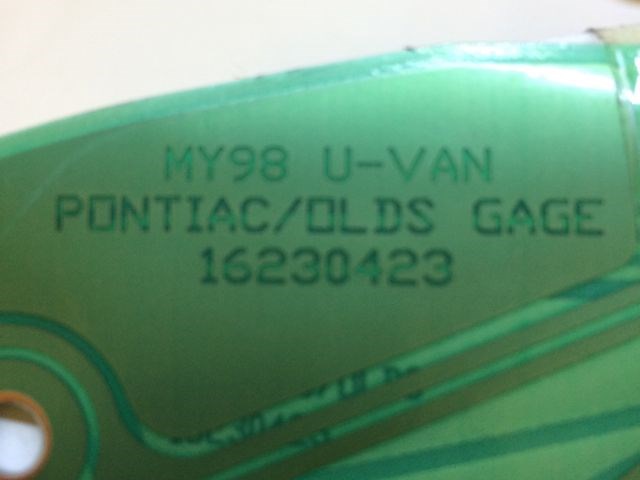 MY98 U-VAN
PONTIAC/OLDS GAGE
16230423